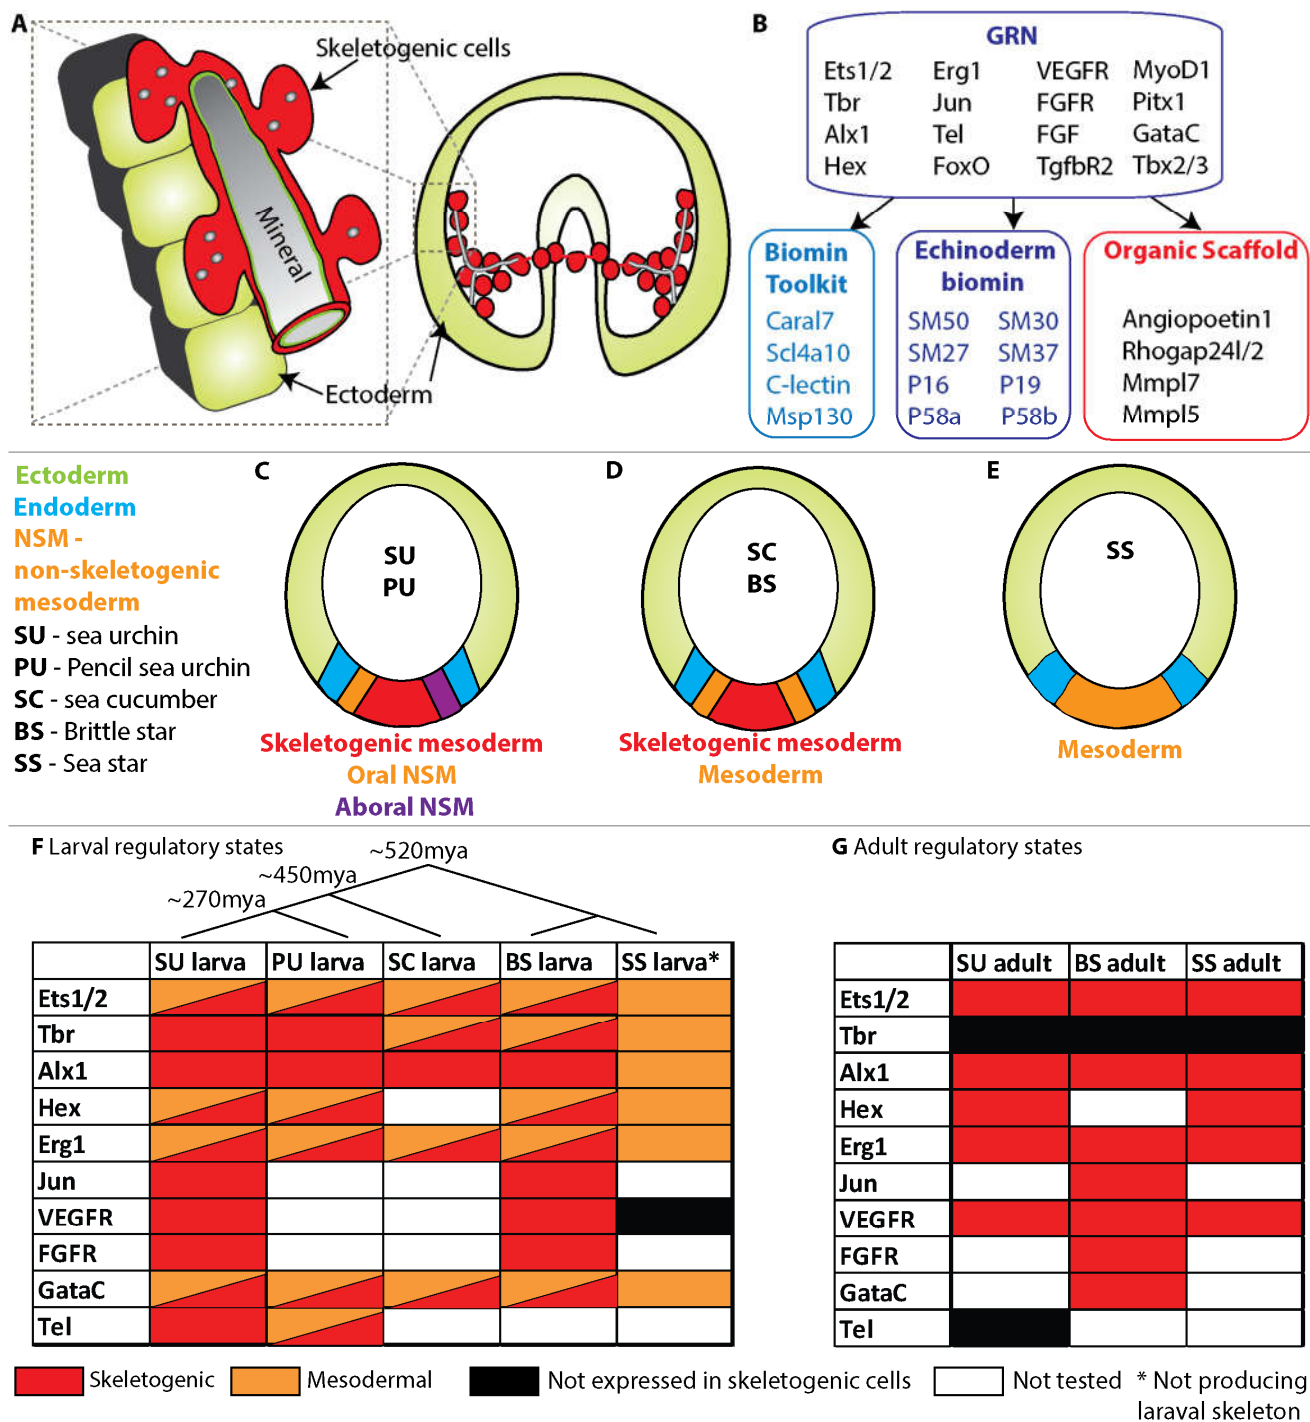 A
Skeletogenic cells
Mineral
Ectoderm
B
GRN
Ets1/2 Erg1 VEGFR MyoD1
Tbr Jun FGFR Pitx1
Alx1 Tel FGF GataC
Hex FoxO TgfbR2 Tbx2/3
Biomin
Toolkit
Caral7
Scl4a10
C-lectin
Msp130
Echinoderm
biomin
SM50 SM30
SM27 SM37
P16 P19
P58a P58b
Organic Scaffold
Angiopoetin1
Rhogap24l/2
Mmpl7
Mmpl5
Ectoderm
Endoderm
NSM -
non-skeletogenic
mesoderm
SU - sea urchin
PU - Pencil sea urchin
SC - sea cucumber
BS - Brittle star
SS - Sea star
C
SU
PU
Skeletogenic mesoderm
Oral NSM
Aboral NSM
D
SC
BS
Skeletogenic mesoderm
Mesoderm
E
SS
Mesoderm
F Larval regulatory states
~520mya
~450mya
~270mya
SU larva PU larva SC larva BS larva SS larva*
Ets1/2
Tbr
Alx1
Hex
Erg1
Jun
VEGFR
FGFR
GataC
Tel
G Adult regulatory states
SU adult BS adult SS adult
Ets1/2
Tbr
Alx1
Hex
Erg1
Jun
VEGFR
FGFR
GataC
Tel
Skeletogenic Mesodermal Not expressed in skeletogenic cells Not tested * Not producing
laraval skeleton